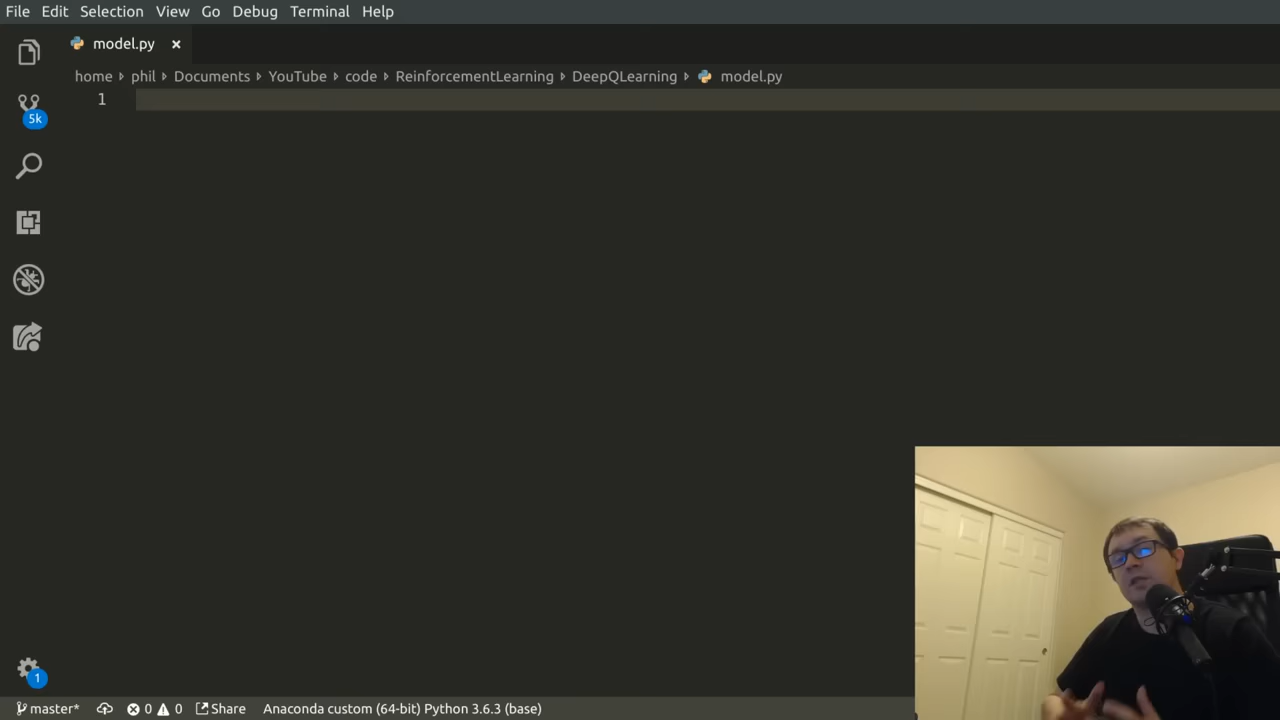 File Edit Selection View Go Debug Terminal Help
model.py
home phil Documents YouTube code ReinforcementLearning DeepQLearning model.py
1
5k
1
master* 0 0 Share Anaconda custom (64-bit) Python 3.6.3 (base)